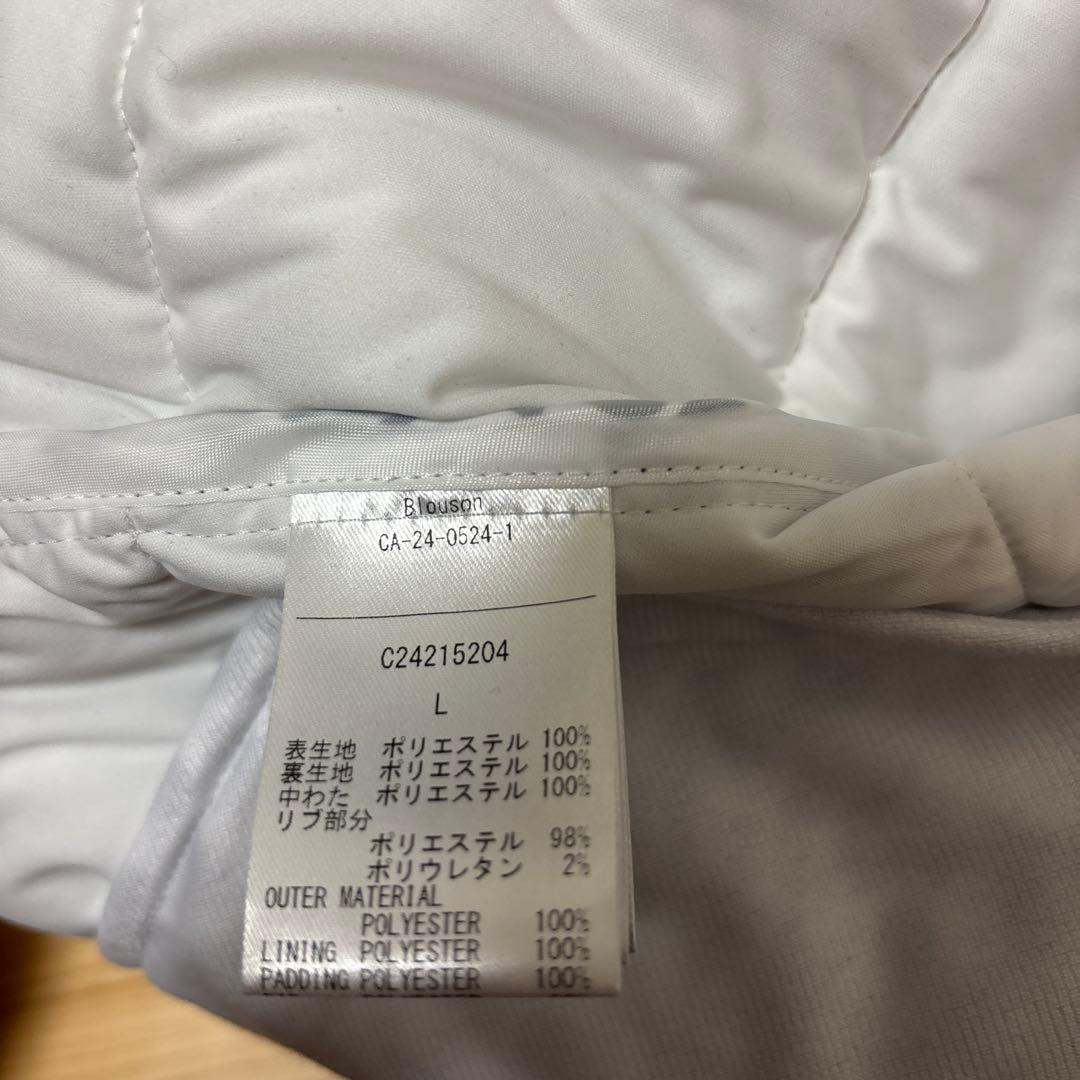 Blouson
CA-24-0524-1
C24215204
L
表生地 ポリエステル 100%
裏生地 ポリエステル 100%
中わた ポリエステル 100%
リブ部分
ポリエステル 98%
ポリウレタン 2%
OUTER MATERIAL
POLYESTER 100%
LINING POLYESTER 100%
PADDING POLYESTER 100%